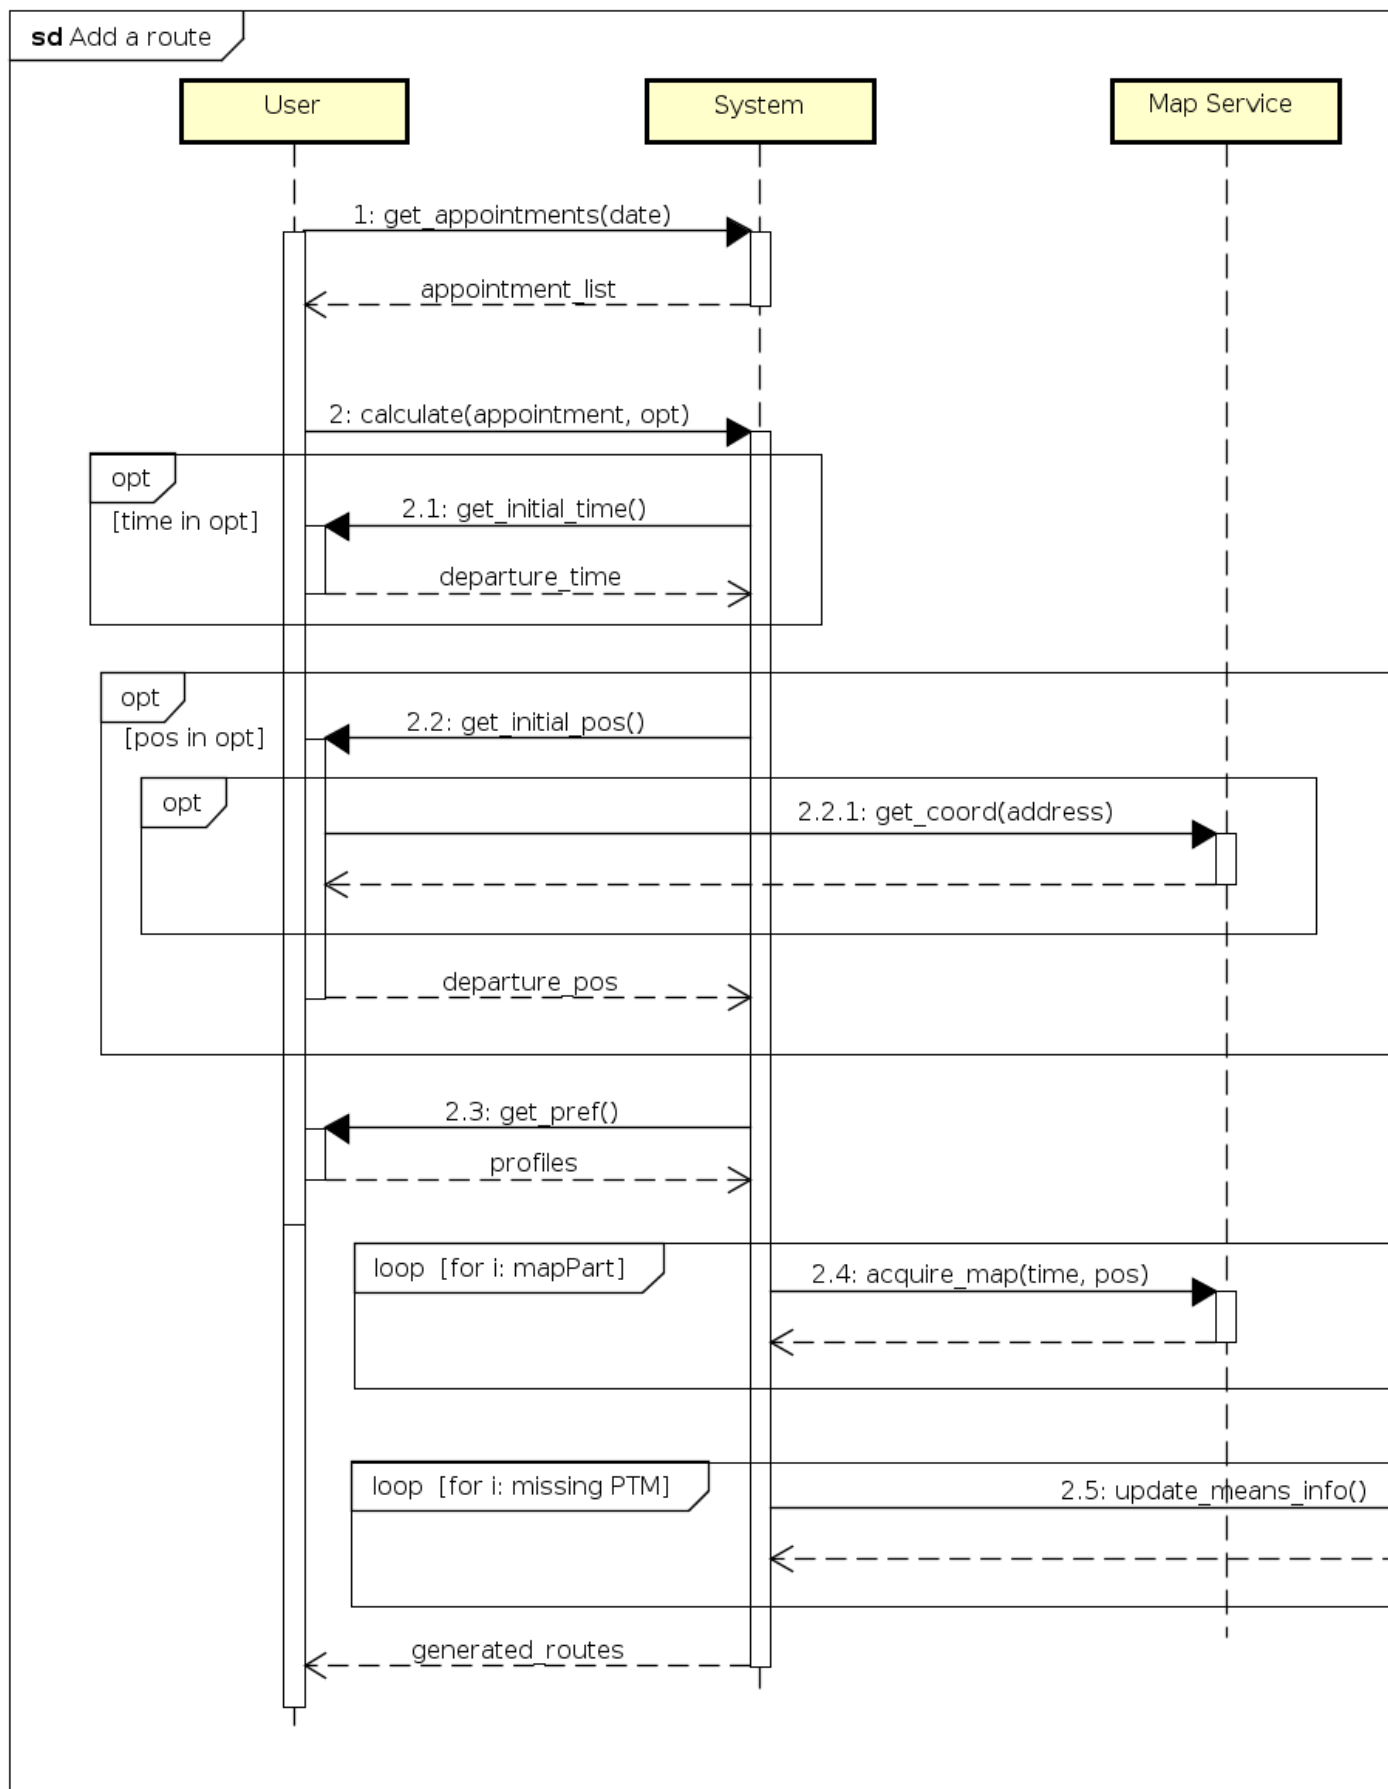 sd Add a route
User
System
Map Service
1: get_appointments(date)
appointment_list
2: calculate(appointment, opt)
opt
[time in opt]
2.1: get_initial_time()
departure_time
opt
[pos in opt]
2.2: get_initial_pos()
opt
2.2.1: get_coord(address)
departure_pos
2.3: get_pref()
profiles
loop [for i: mapPart]
2.4: acquire_map(time, pos)
loop [for i: missing PTM]
2.5: update_means_info()
generated_routes